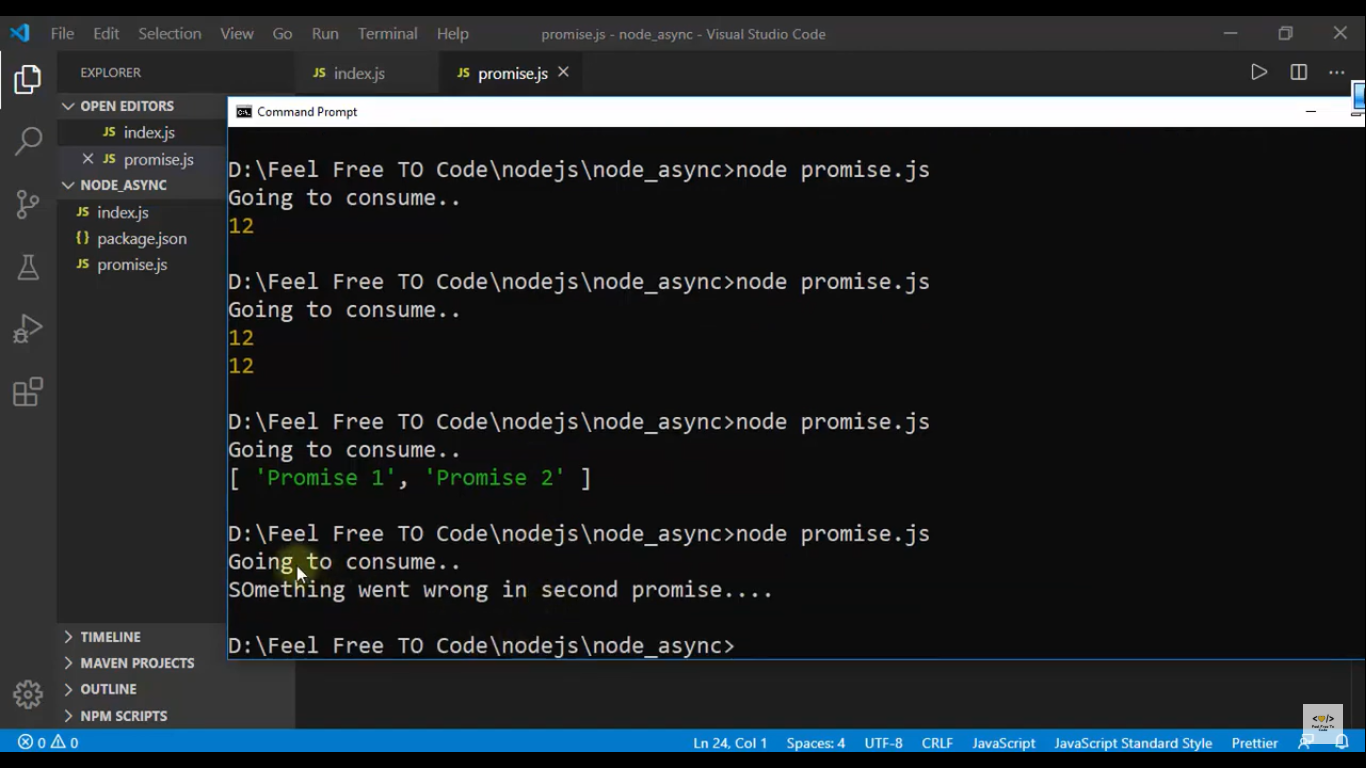 File Edit Selection View Go Run Terminal Help promise.js - node_async - Visual Studio Code
EXPLORER
JS index.js
JS promise.js
OPEN EDITORS
JS index.js
JS promise.js
NODE_ASYNC
JS index.js
{} package.json
JS promise.js
TIMELINE
MAVEN PROJECTS
OUTLINE
NPM SCRIPTS
Command Prompt
D:\Feel Free TO Code\nodejs\node_async>node promise.js
Going to consume..
12
D:\Feel Free TO Code\nodejs\node_async>node promise.js
Going to consume..
12
12
D:\Feel Free TO Code\nodejs\node_async>node promise.js
Going to consume..
[ 'Promise 1', 'Promise 2' ]
D:\Feel Free TO Code\nodejs\node_async>node promise.js
Going to consume..
SOmething went wrong in second promise....
D:\Feel Free TO Code\nodejs\node_async>
Feel Free To
Code
0 0 Ln 24, Col 1 Spaces: 4 UTF-8 CRLF JavaScript JavaScript Standard Style Prettier